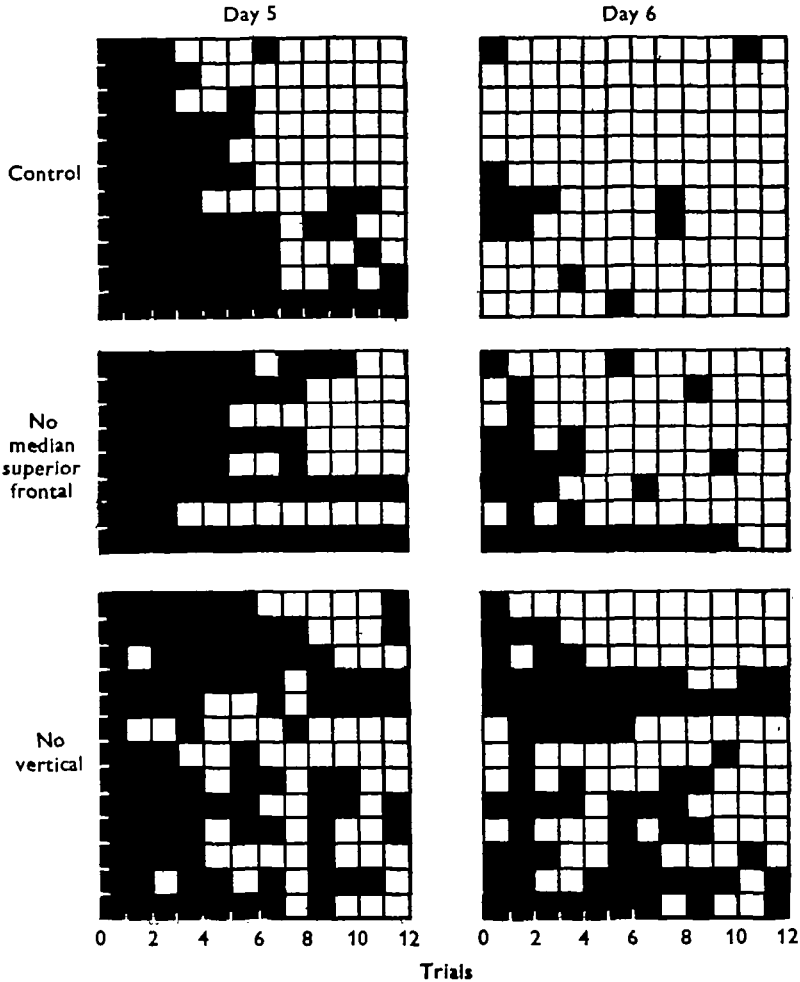 Day 5
Day 6
Control
No
median
superior
frontal
No
vertical
0 2 4 6 8 10 12
0 2 4 6 8 10 12
Trials